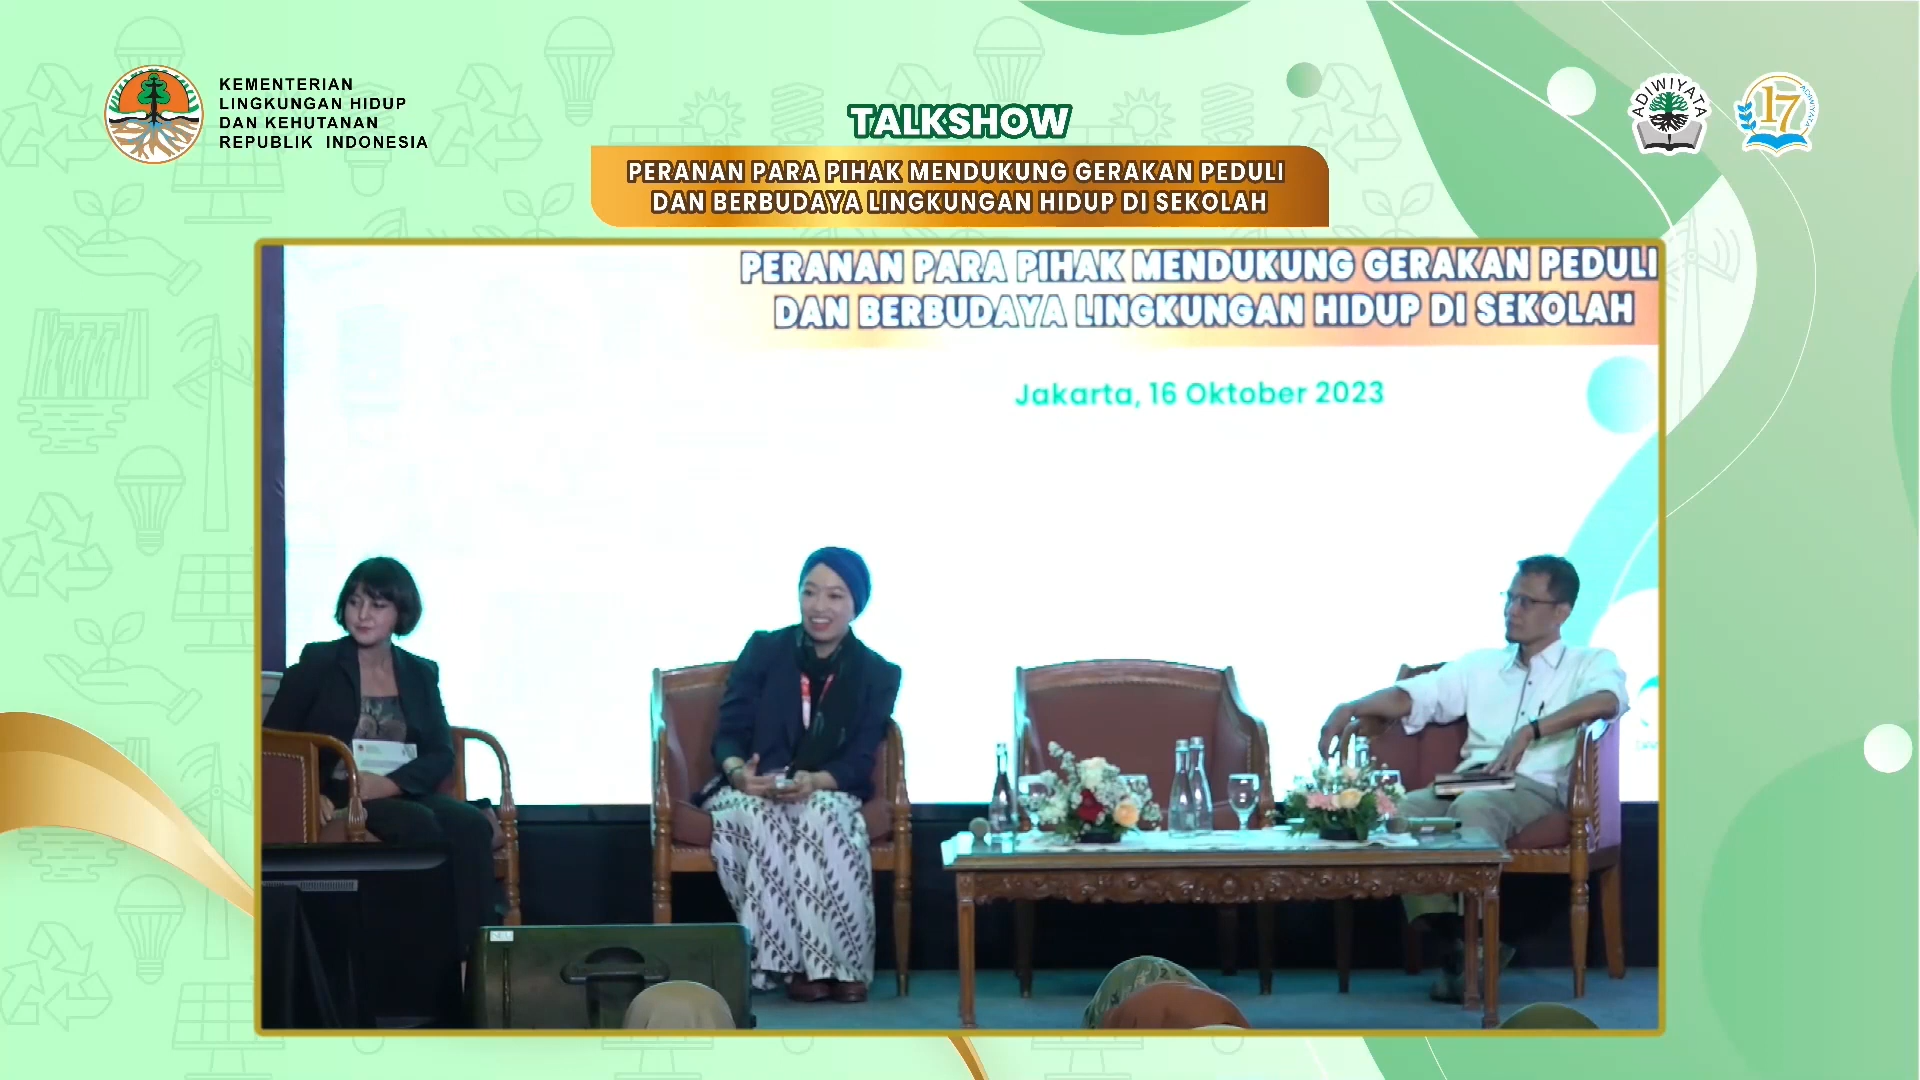 KEMENTERIAN
LINGKUNGAN HIDUP
DAN KEHUTANAN
REPUBLIK INDONESIA
TALKSHOW
PERANAN PARA PIHAK MENDUKUNG GERAKAN PEDULI
DAN BERBUDAYA LINGKUNGAN HIDUP DI SEKOLAH
ADIWIYATA
17
ADIWIYATA
PERANAN PARA PIHAK MENDUKUNG GERAKAN PEDULI
DAN BERBUDAYA LINGKUNGAN HIDUP DI SEKOLAH
Jakarta, 16 Oktober 2023